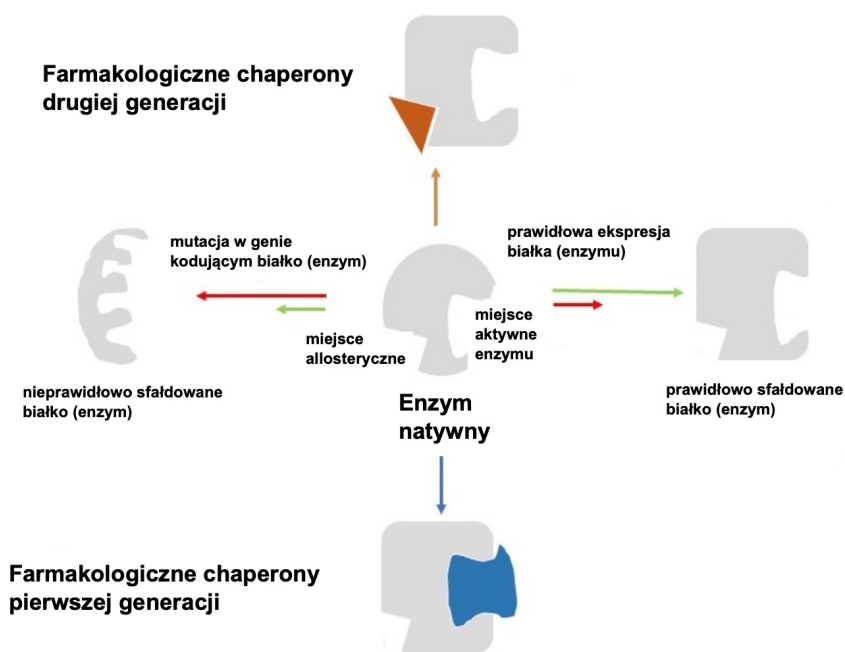 Farmakologiczne chaperony
drugiej generacji
mutacja w genie
kodującym białko (enzym)
prawidłowa ekspresja
białka (enzymu)
miejsce
allosteryczne
miejsce
aktywne
enzymu
nieprawidłowo sfałdowane
białko (enzym)
prawidłowo sfałdowane
białko (enzym)
Enzym
natywny
Farmakologiczne chaperony
pierwszej generacji